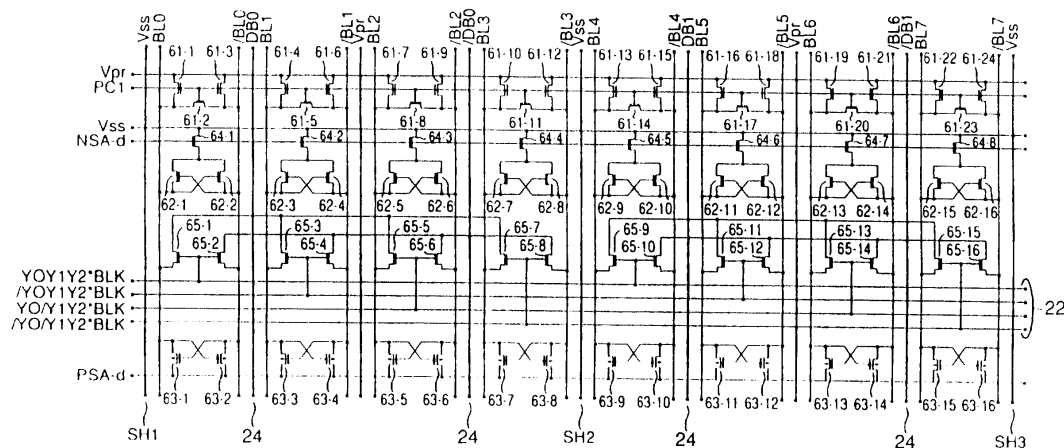 Vss BL0 /BL0 DB0 BL1 /BL1 Vpr BL2 /BL2 /DB0 BL3 /BL3 Vss BL4 /BL4 DB1 BL5 /BL5 Vpr BL6 /BL6 /DB1 BL7 /BL7 Vss
61-1 61-3 61-4 61-6 61-7 61-9 61-10 61-12 61-13 61-15 61-16 61-18 61-19 61-21 61-22 61-24
Vpr
PC1
61-2 61-5 61-8 61-11 61-14 61-17 61-20 61-23
Vss
NSA-d
64-1 64-2 64-3 64-4 64-5 64-6 64-7 64-8
62-1 62-2 62-3 62-4 62-5 62-6 62-7 62-8 62-9 62-10 62-11 62-12 62-13 62-14 62-15 62-16
65-1 65-3 65-5 65-7 65-9 65-11 65-13 65-15
65-2 65-4 65-6 65-8 65-10 65-12 65-14 65-16
YOY1Y2*BLK
/YOY1Y2*BLK
YO/Y1Y2*BLK
/YO/Y1Y2*BLK
22
PSA-d
63-1 63-2 63-3 63-4 63-5 63-6 63-7 63-8 63-9 63-10 63-11 63-12 63-13 63-14 63-15 63-16
SH1 24 24 SH2 24 24 SH3